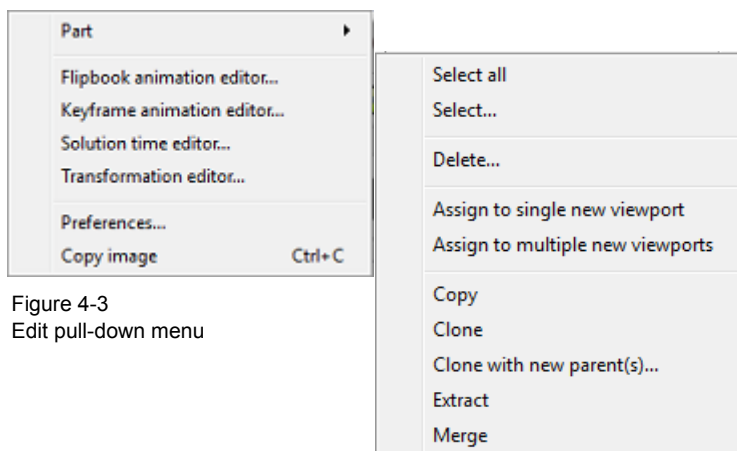 Part
Flipbook animation editor...
Keyframe animation editor...
Solution time editor...
Transformation editor...
Preferences...
Copy image Ctrl+C
Figure 4-3
Edit pull-down menu
Select all
Select...
Delete...
Assign to single new viewport
Assign to multiple new viewports
Copy
Clone
Clone with new parent(s)...
Extract
Merge